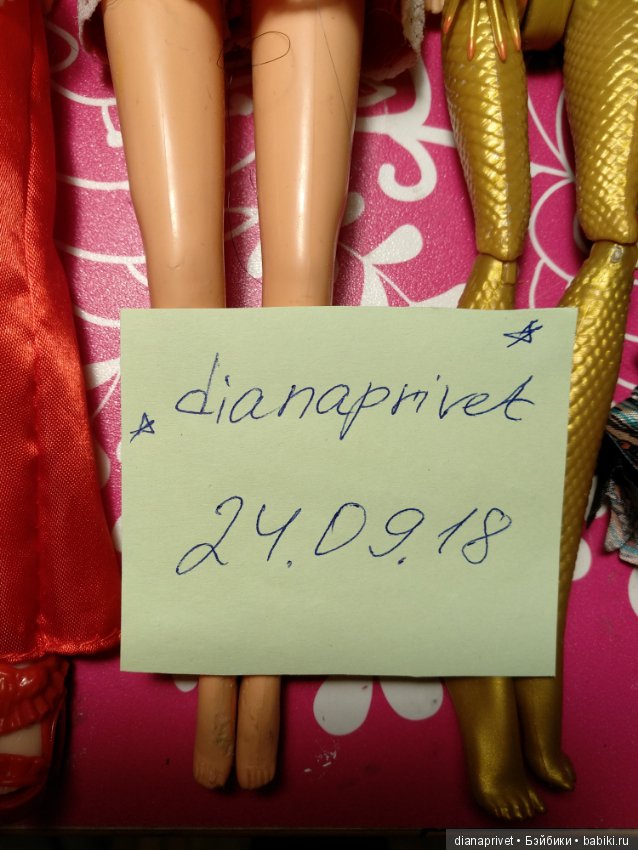 dianaprivet
24.09.18
dianaprivet • Бэйбики • babiki.ru